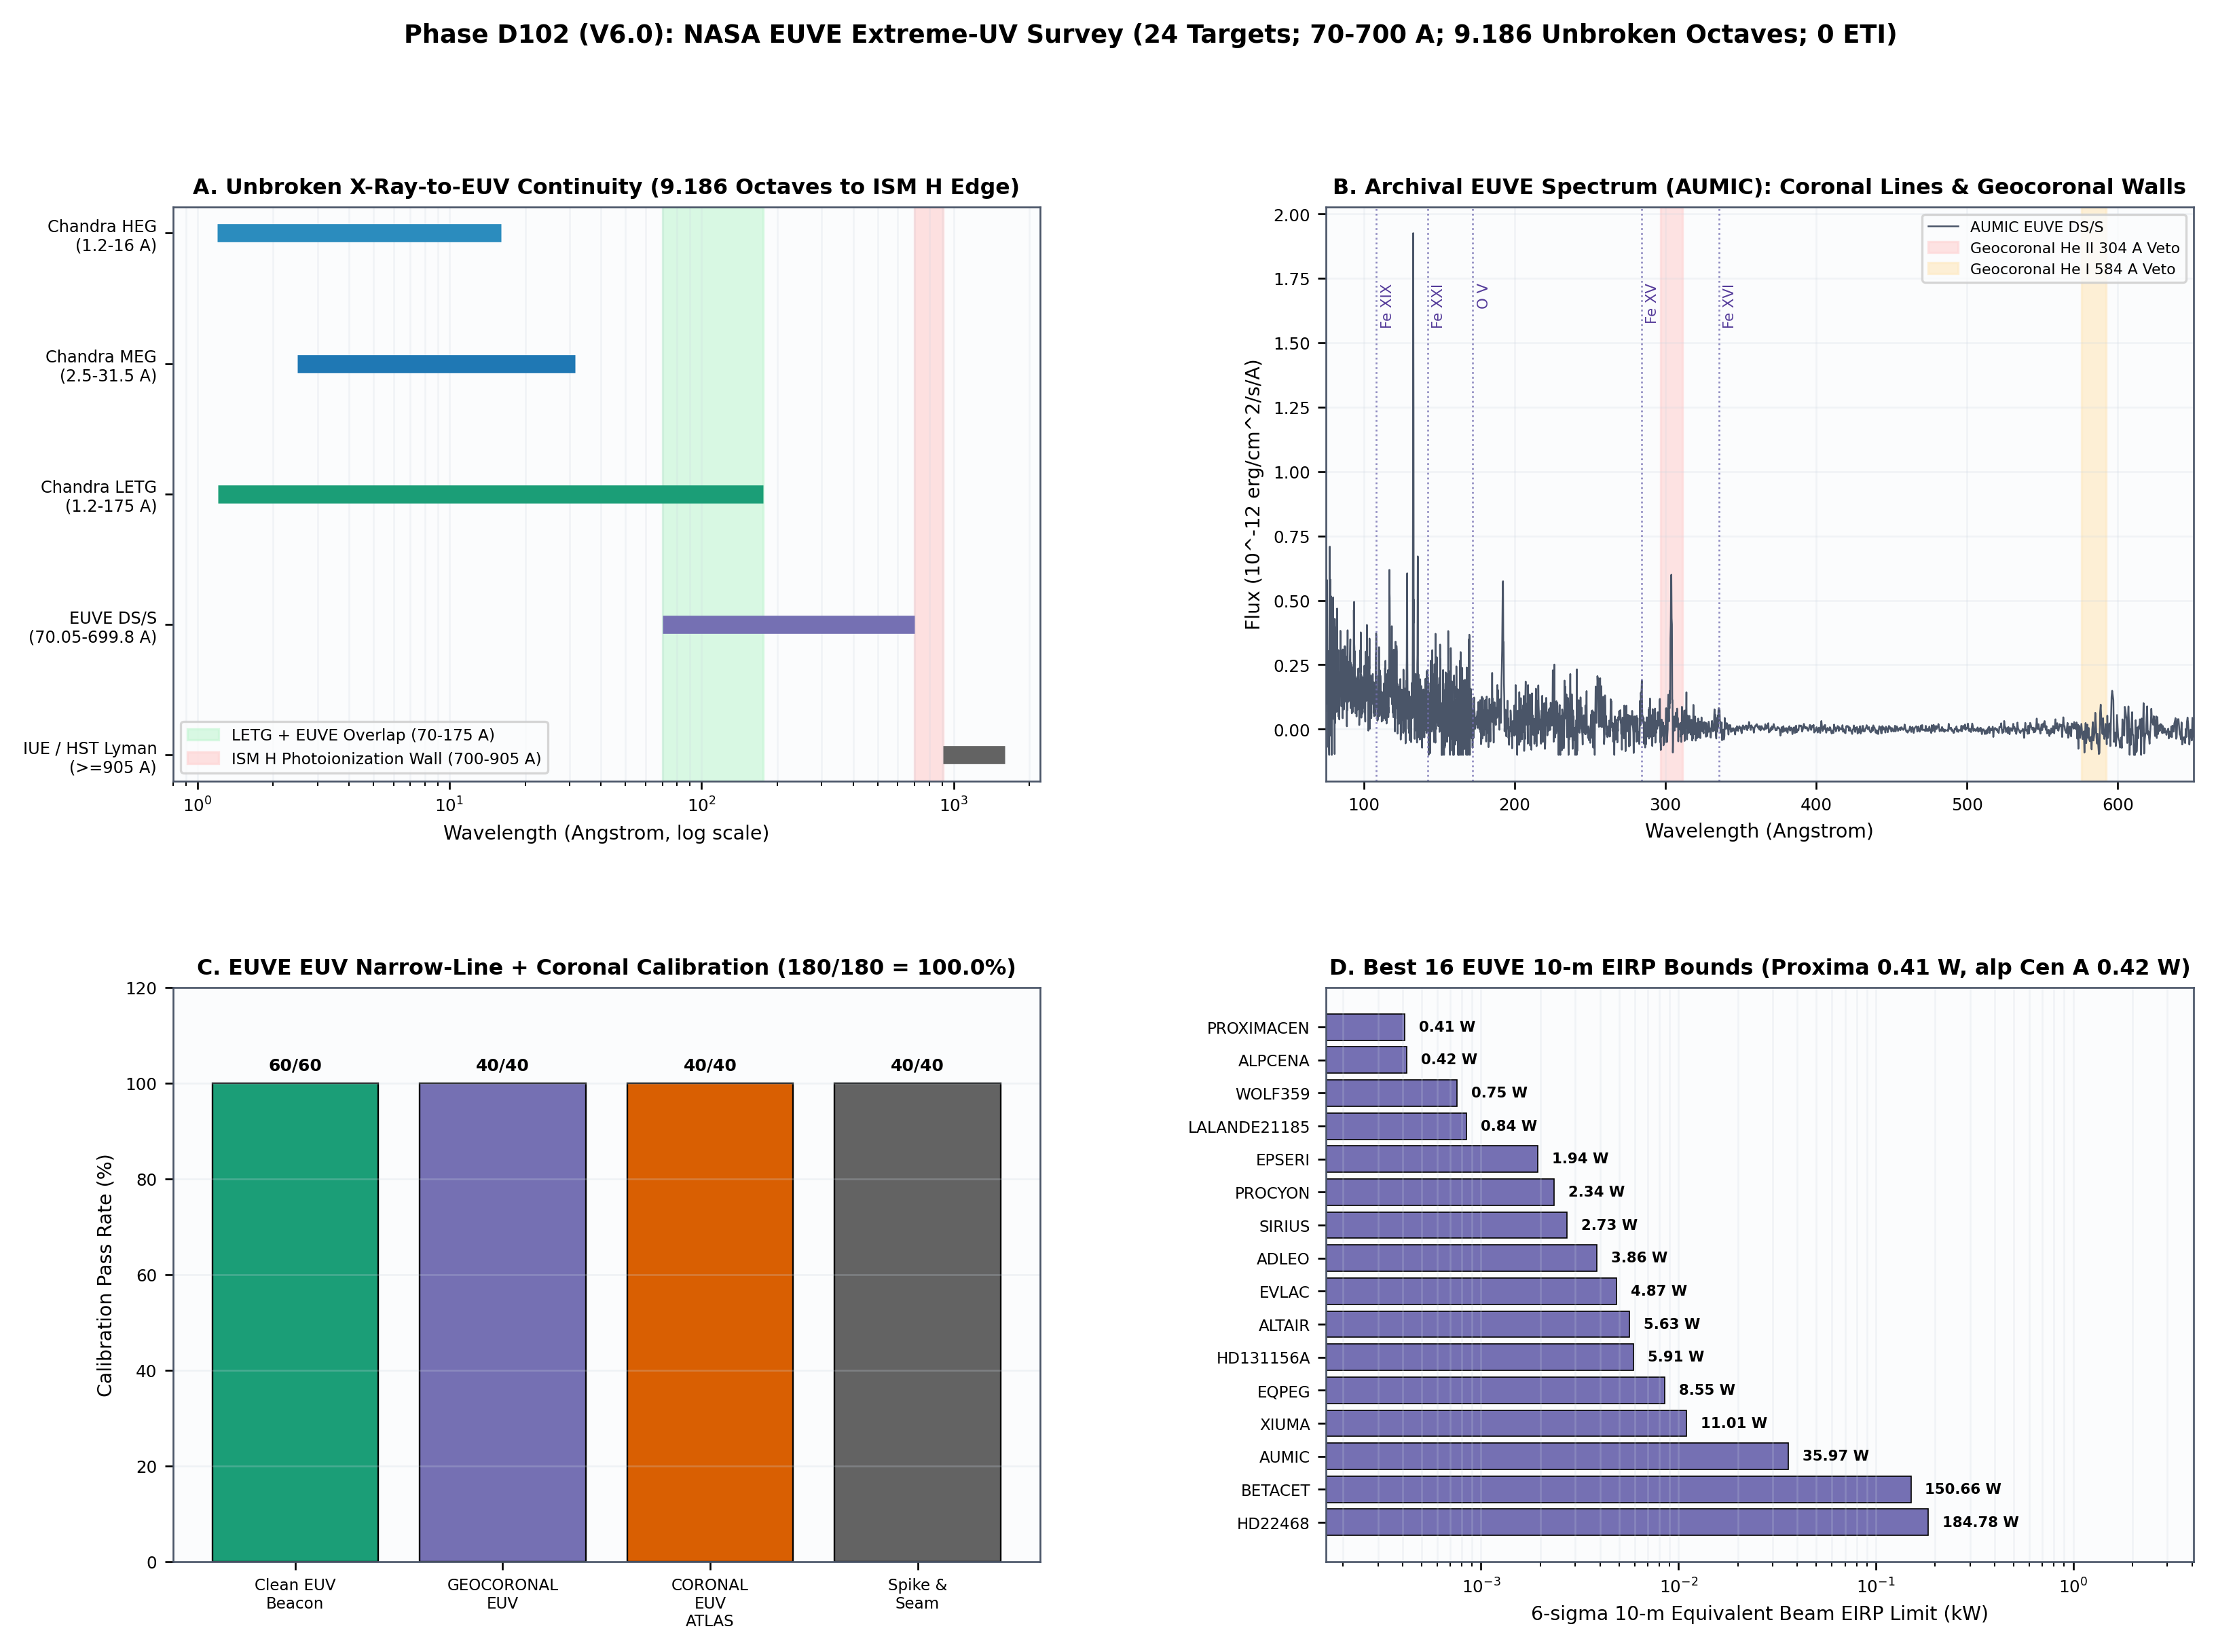 Phase D102 (V6.0): NASA EUVE Extreme-UV Survey (24 Targets; 70-700 A; 9.186 Unbroken Octaves; 0 ETI)
A. Unbroken X-Ray-to-EUV Continuity (9.186 Octaves to ISM H Edge)
Chandra HEG
(1.2-16 A)
Chandra MEG
(2.5-31.5 A)
Chandra LETG
(1.2-175 A)
EUVE DS/S
(70.05-699.8 A)
IUE / HST Lyman
(>=905 A)
LETG + EUVE Overlap (70-175 A)
ISM H Photoionization Wall (700-905 A)
10^0 10^1 10^2 10^3
Wavelength (Angstrom, log scale)
B. Archival EUVE Spectrum (AUMIC): Coronal Lines & Geocoronal Walls
Flux (10^-12 erg/cm^2/s/A)
2.00
1.75
1.50
1.25
1.00
0.75
0.50
0.25
0.00
AUMIC EUVE DS/S
Geocoronal He II 304 A Veto
Geocoronal He I 584 A Veto
Fe XIX
Fe XXI
O V
Fe XV
Fe XVI
100 200 300 400 500 600
Wavelength (Angstrom)
C. EUVE EUV Narrow-Line + Coronal Calibration (180/180 = 100.0%)
Calibration Pass Rate (%)
120
100
80
60
40
20
0
60/60 40/40 40/40 40/40
Clean EUV
Beacon
GEOCORONAL
EUV
CORONAL
EUV
ATLAS
Spike &
Seam
D. Best 16 EUVE 10-m EIRP Bounds (Proxima 0.41 W, alp Cen A 0.42 W)
PROXIMACEN 0.41 W
ALPCENA 0.42 W
WOLF359 0.75 W
LALANDE21185 0.84 W
EPSERI 1.94 W
PROCYON 2.34 W
SIRIUS 2.73 W
ADLEO 3.86 W
EVLAC 4.87 W
ALTAIR 5.63 W
HD131156A 5.91 W
EQPEG 8.55 W
XIUMA 11.01 W
AUMIC 35.97 W
BETACET 150.66 W
HD22468 184.78 W
10^-3 10^-2 10^-1 10^0
6-sigma 10-m Equivalent Beam EIRP Limit (kW)